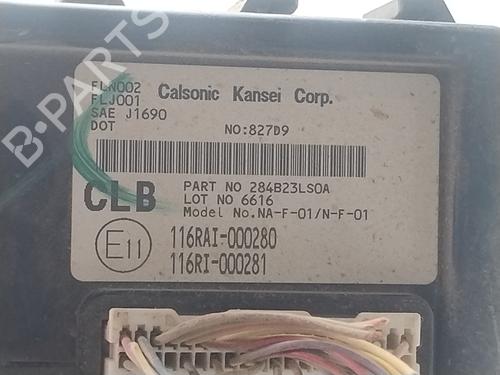 FLN002
FLJ001
SAE J1690
DOT
Calsonic Kansei Corp.
NO:827D9
CLB
PART NO 284B23LS0A
LOT NO 6616
Model No.NA-F-01/N-F-01
E11
116RAI-000280
116RI-000281
B-PARTS